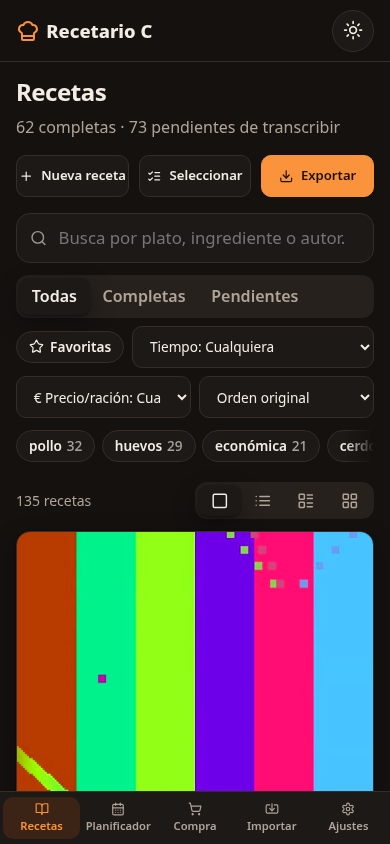 Recetario C
Recetas
62 completas · 73 pendientes de transcribir
Nueva receta
Seleccionar
Exportar
Busca por plato, ingrediente o autor.
Todas Completas Pendientes
Favoritas
Tiempo: Cualquiera
€ Precio/ración: Cua
Orden original
pollo 32
huevos 29
económica 21
cerdo
135 recetas
Recetas
Planificador
Compra
Importar
Ajustes